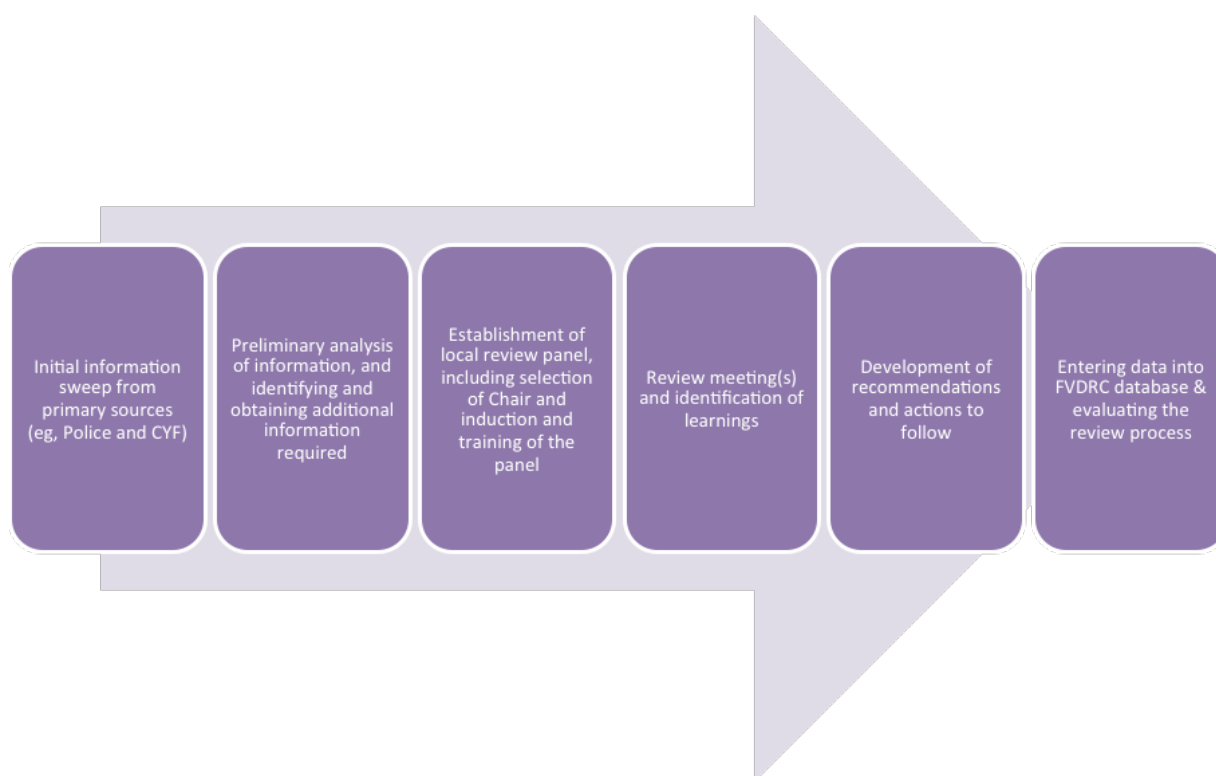 Initial information
sweep from
primary sources
(eg, Police and CYF)
Preliminary analysis
of information, and
identifying and
obtaining additional
information
required
Establishment of
local review panel,
including selection
of Chair and
induction and
training of the
panel
Review meeting(s)
and identification of
learnings
Development of
recommendations
and actions to
follow
Entering data into
FVDRC database &
evaluating the
review process